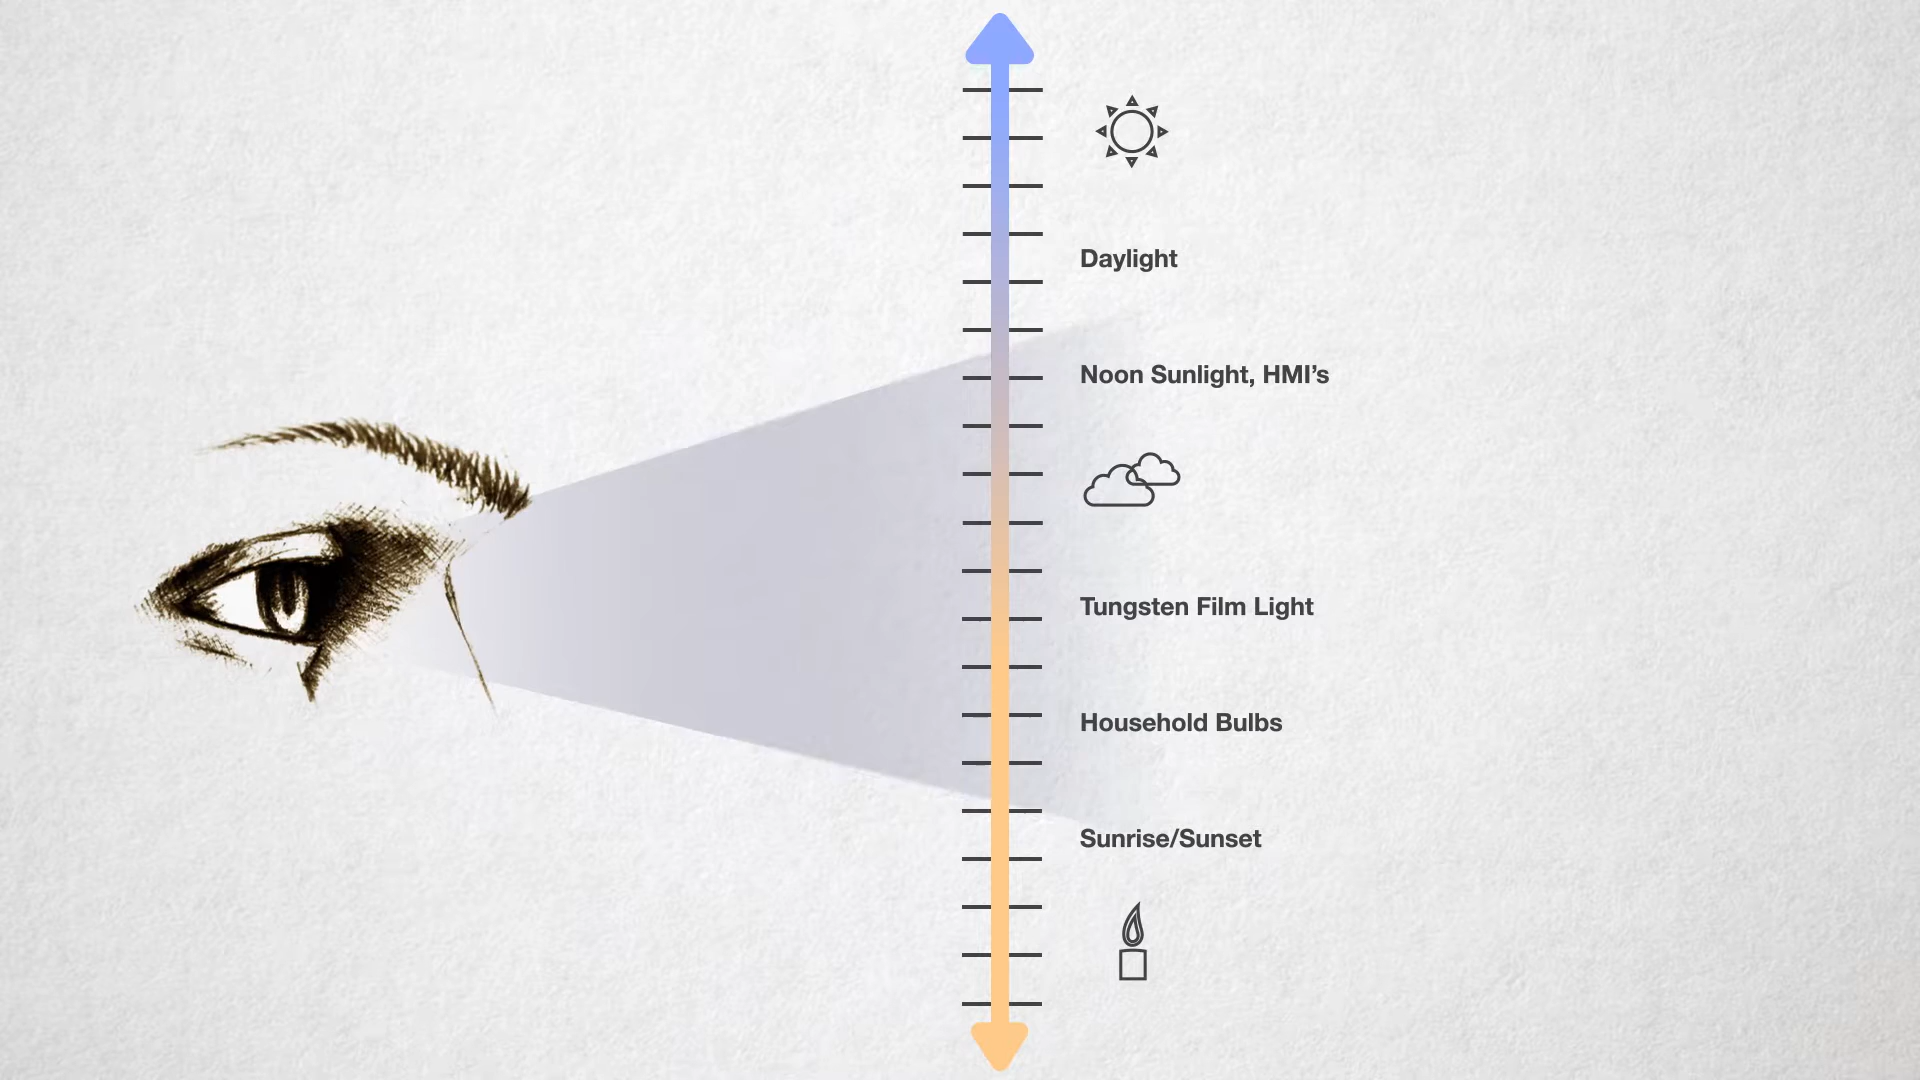 Daylight
Noon Sunlight, HMI’s
Tungsten Film Light
Household Bulbs
Sunrise/Sunset